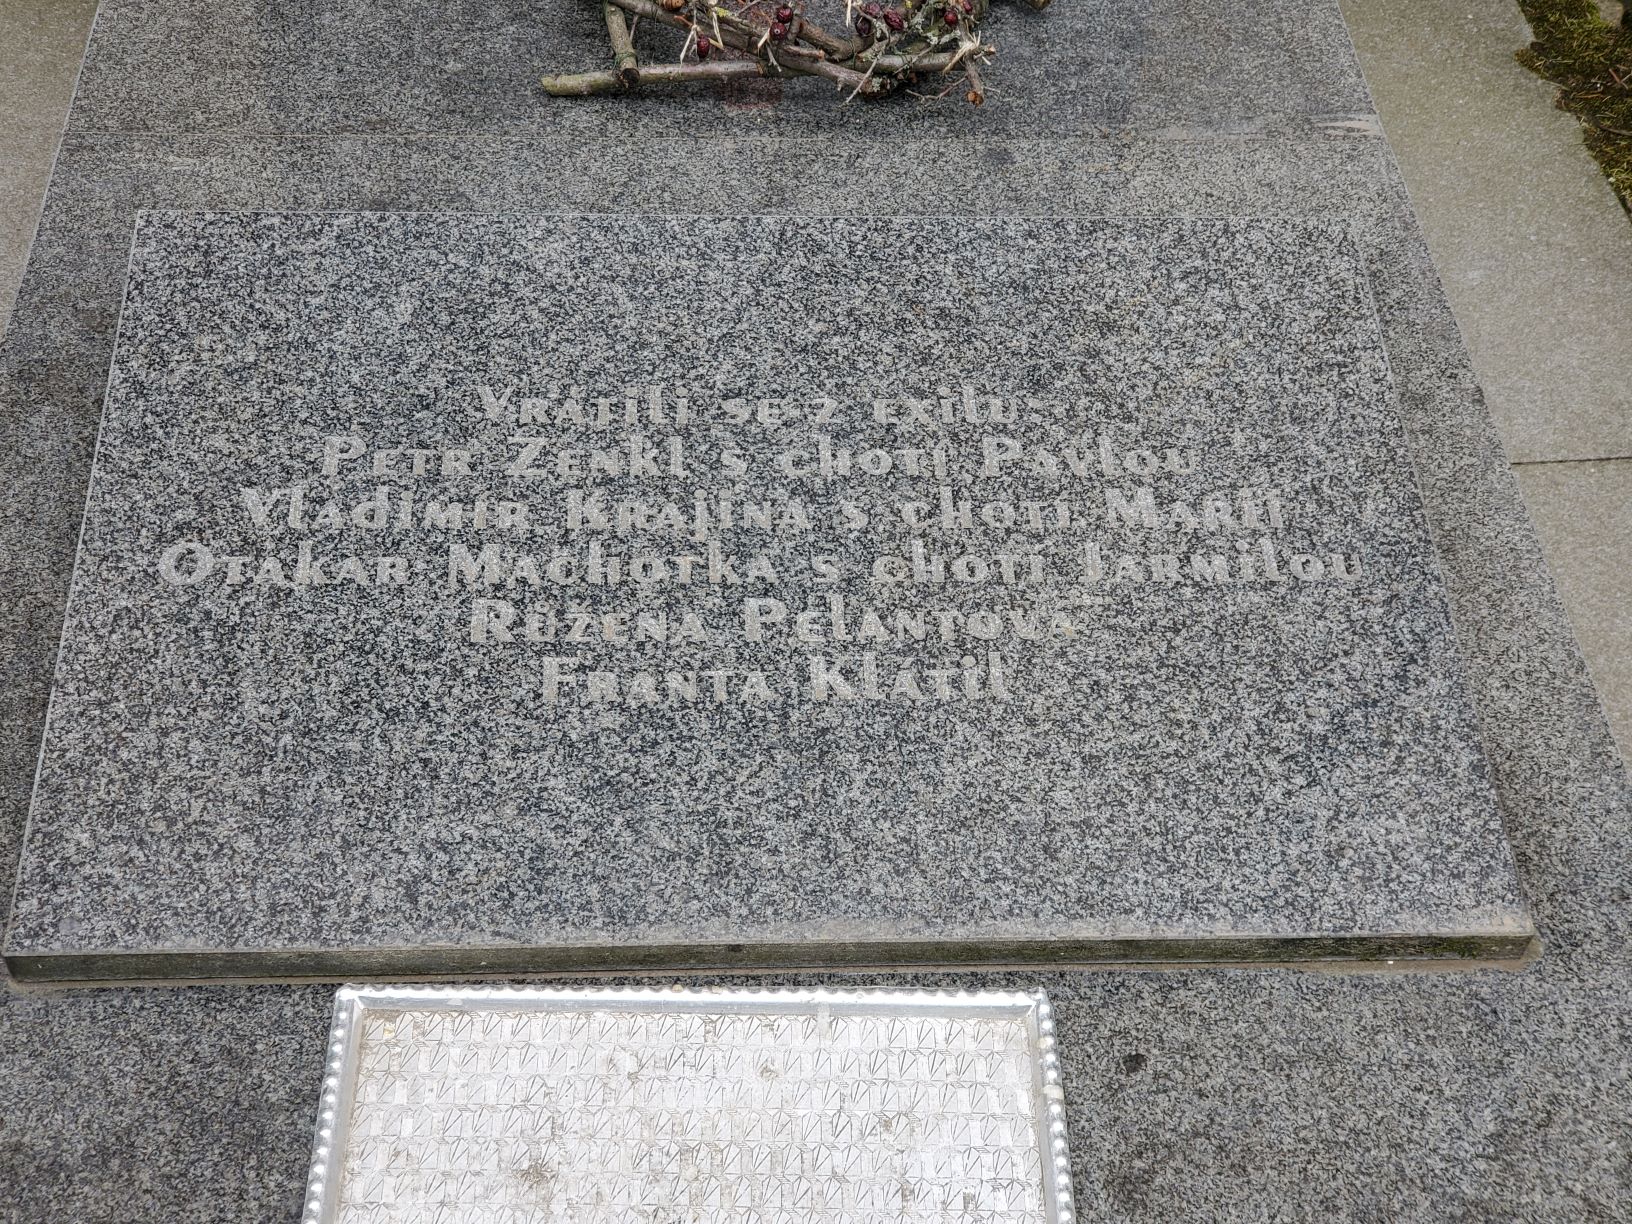 Vrátili se z exilu:
Petr Zenkl s chotí Pavlou
Vladimír Krajina s chotí Marií
Otakar Machotka s chotí Jarmilou
Růžena Pelantová
Franta Klátil